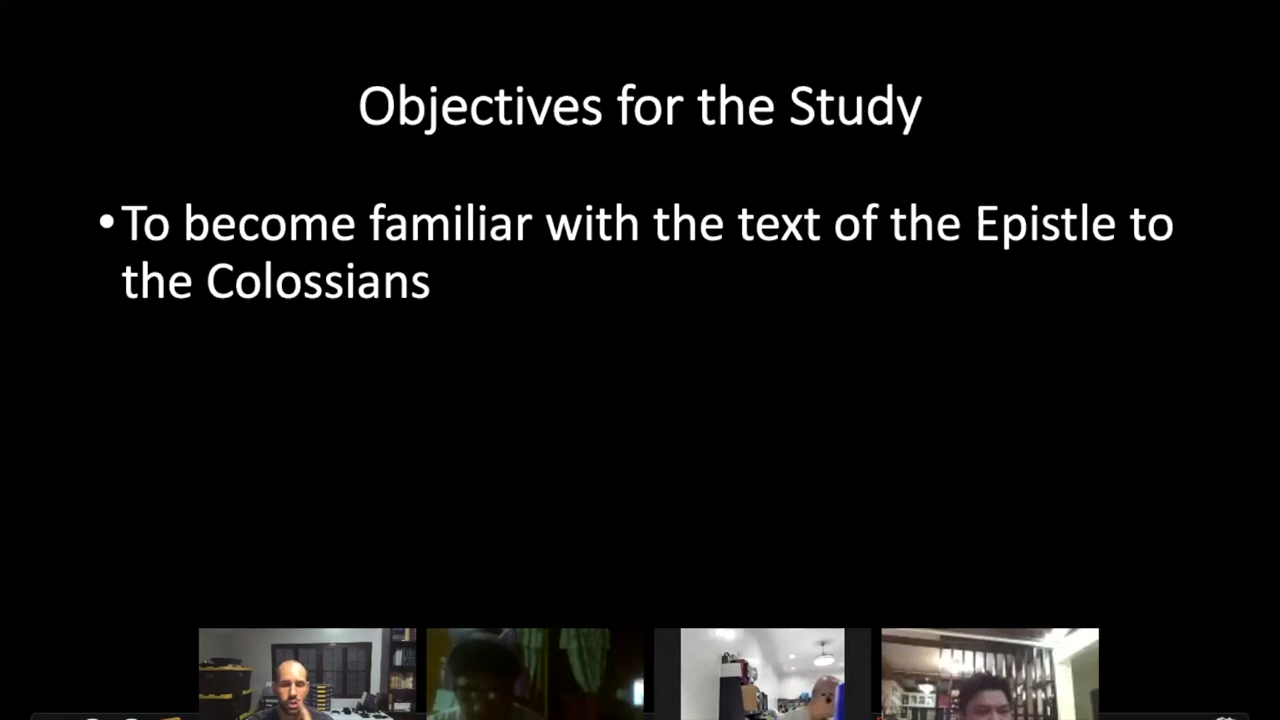 Objectives for the Study
•To become familiar with the text of the Epistle to
the Colossians